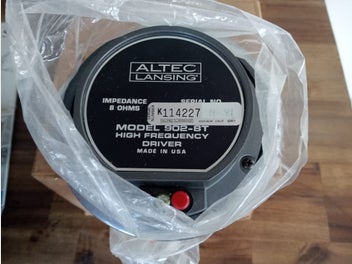 ALTEC
LANSING®
IMPEDANCE SERIAL NO
8 OHMS
K114227
MODEL 902-8T
HIGH FREQUENCY
DRIVER
MADE IN USA